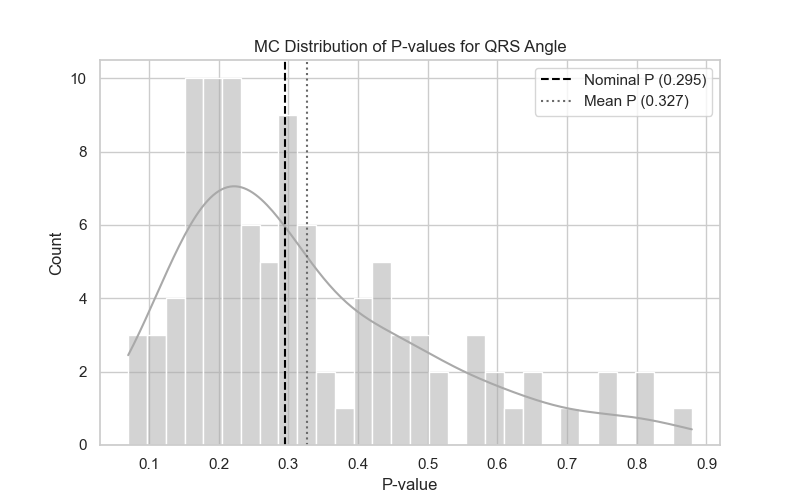 MC Distribution of P-values for QRS Angle
Nominal P (0.295)
Mean P (0.327)
Count
10
8
6
4
2
0
0.1 0.2 0.3 0.4 0.5 0.6 0.7 0.8 0.9
P-value